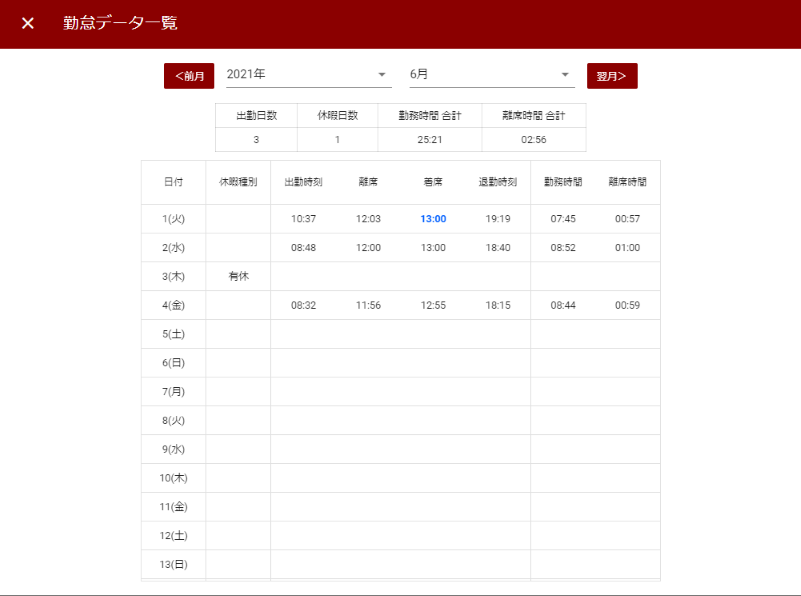 ✕ 勤怠データ一覧
<前月 2021年 6月 翌月>
出勤日数 休暇日数 勤務時間 合計 離席時間 合計
3 1 25:21 02:56
日付 休暇種別 出勤時刻 離席 着席 退勤時刻 勤務時間 離席時間
1(火) 10:37 12:03 13:00 19:19 07:45 00:57
2(水) 08:48 12:00 13:00 18:40 08:52 01:00
3(木) 有休
4(金) 08:32 11:56 12:55 18:15 08:44 00:59
5(土)
6(日)
7(月)
8(火)
9(水)
10(木)
11(金)
12(土)
13(日)